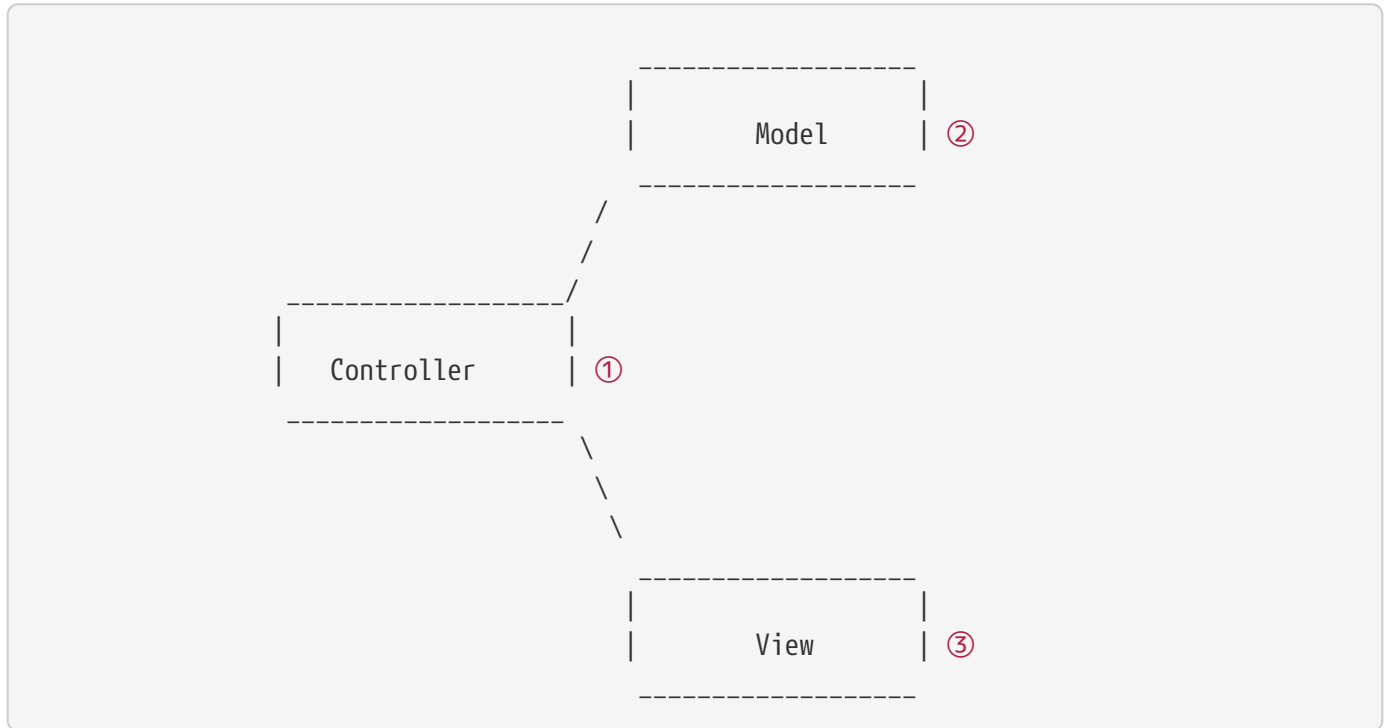 Model ②
Controller ①
View ③